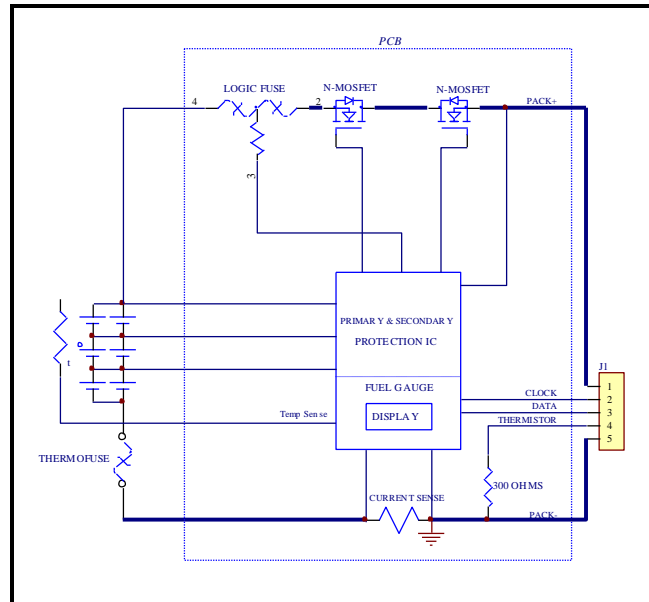 PCB
LOGIC FUSE
N-MOSFET
N-MOSFET
4
2
PACK+
3
PRIMARY & SECONDARY
PROTECTION IC
t
FUEL GAUGE
DISPLAY
Temp Sense
J1
1
CLOCK
2
DATA
3
THERMISTOR
4
5
THERMOFUSE
300 OHMS
CURRENT SENSE
PACK-